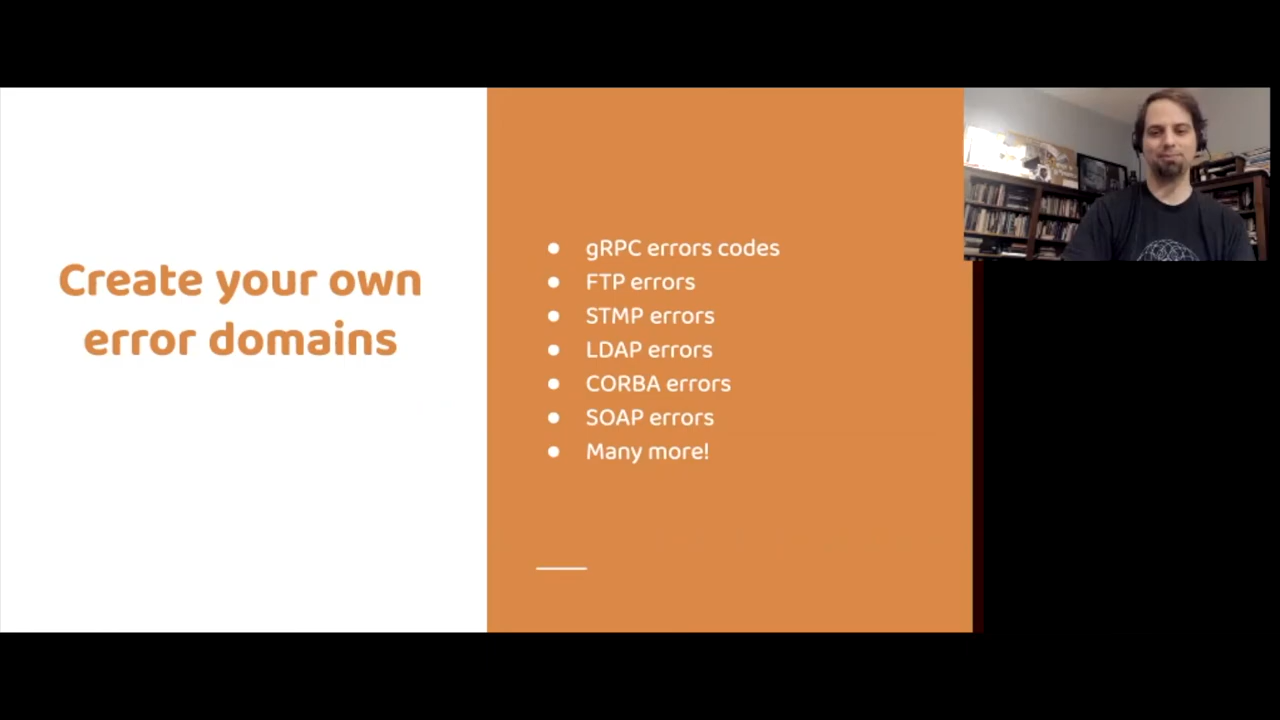 Create your own
error domains
gRPC errors codes
FTP errors
STMP errors
LDAP errors
CORBA errors
SOAP errors
Many more!